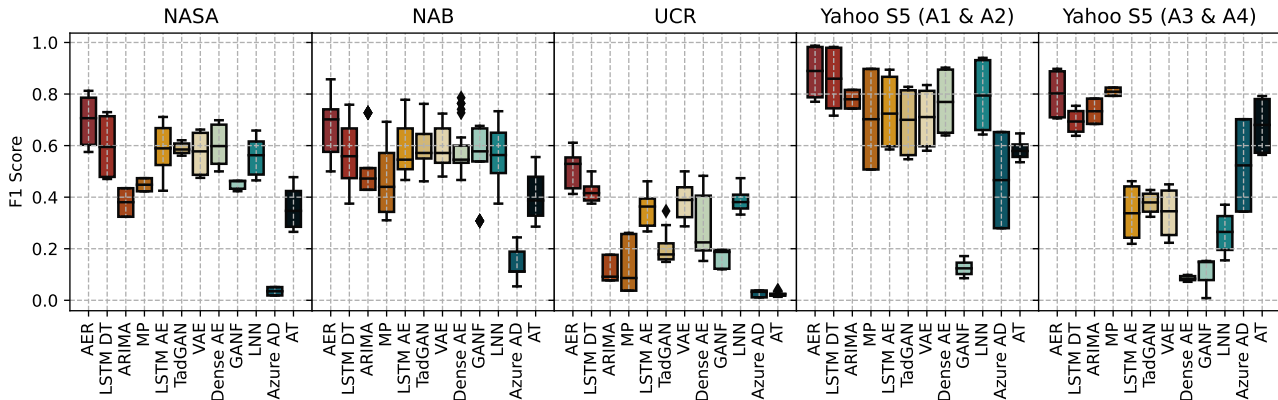 NASA
NAB
UCR
Yahoo S5 (A1 & A2)
Yahoo S5 (A3 & A4)
F1 Score
1.0
0.8
0.6
0.4
0.2
0.0
AER
LSTM DT
ARIMA
MP
LSTM AE
TadGAN
VAE
Dense AE
GANF
LNN
Azure AD
AT
AER
LSTM DT
ARIMA
MP
LSTM AE
TadGAN
VAE
Dense AE
GANF
LNN
Azure AD
AT
AER
LSTM DT
ARIMA
MP
LSTM AE
TadGAN
VAE
Dense AE
GANF
LNN
Azure AD
AT
AER
LSTM DT
ARIMA
MP
LSTM AE
TadGAN
VAE
Dense AE
GANF
LNN
Azure AD
AT
AER
LSTM DT
ARIMA
MP
LSTM AE
TadGAN
VAE
Dense AE
GANF
LNN
Azure AD
AT